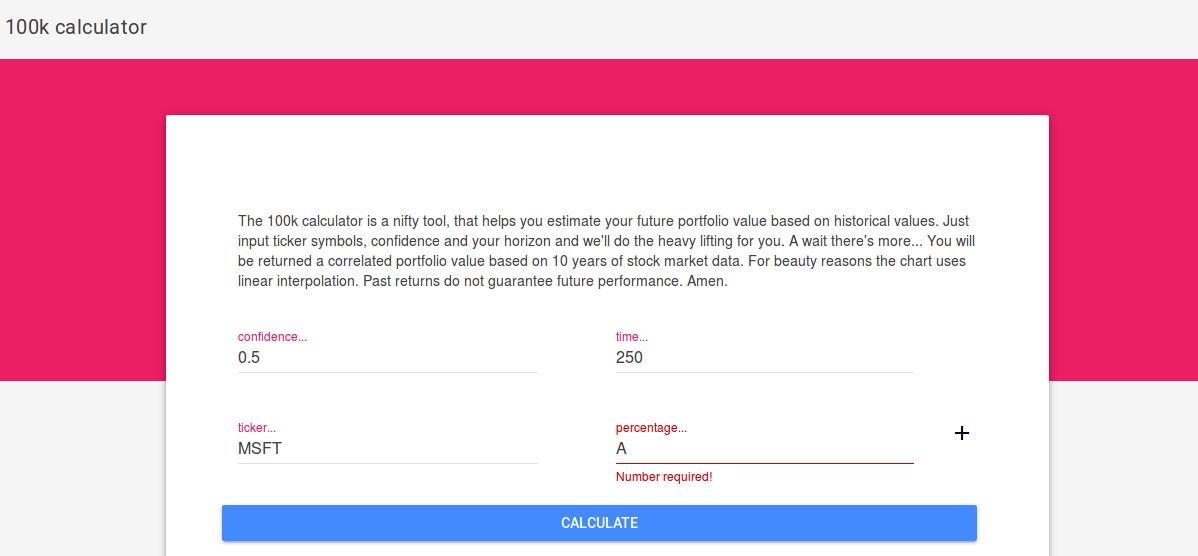 100k calculator
The 100k calculator is a nifty tool, that helps you estimate your future portfolio value based on historical values. Just
input ticker symbols, confidence and your horizon and we'll do the heavy lifting for you. A wait there's more... You will
be returned a correlated portfolio value based on 10 years of stock market data. For beauty reasons the chart uses
linear interpolation. Past returns do not guarantee future performance. Amen.
confidence... time...
0.5 250
ticker... percentage...
MSFT A
Number required!
CALCULATE